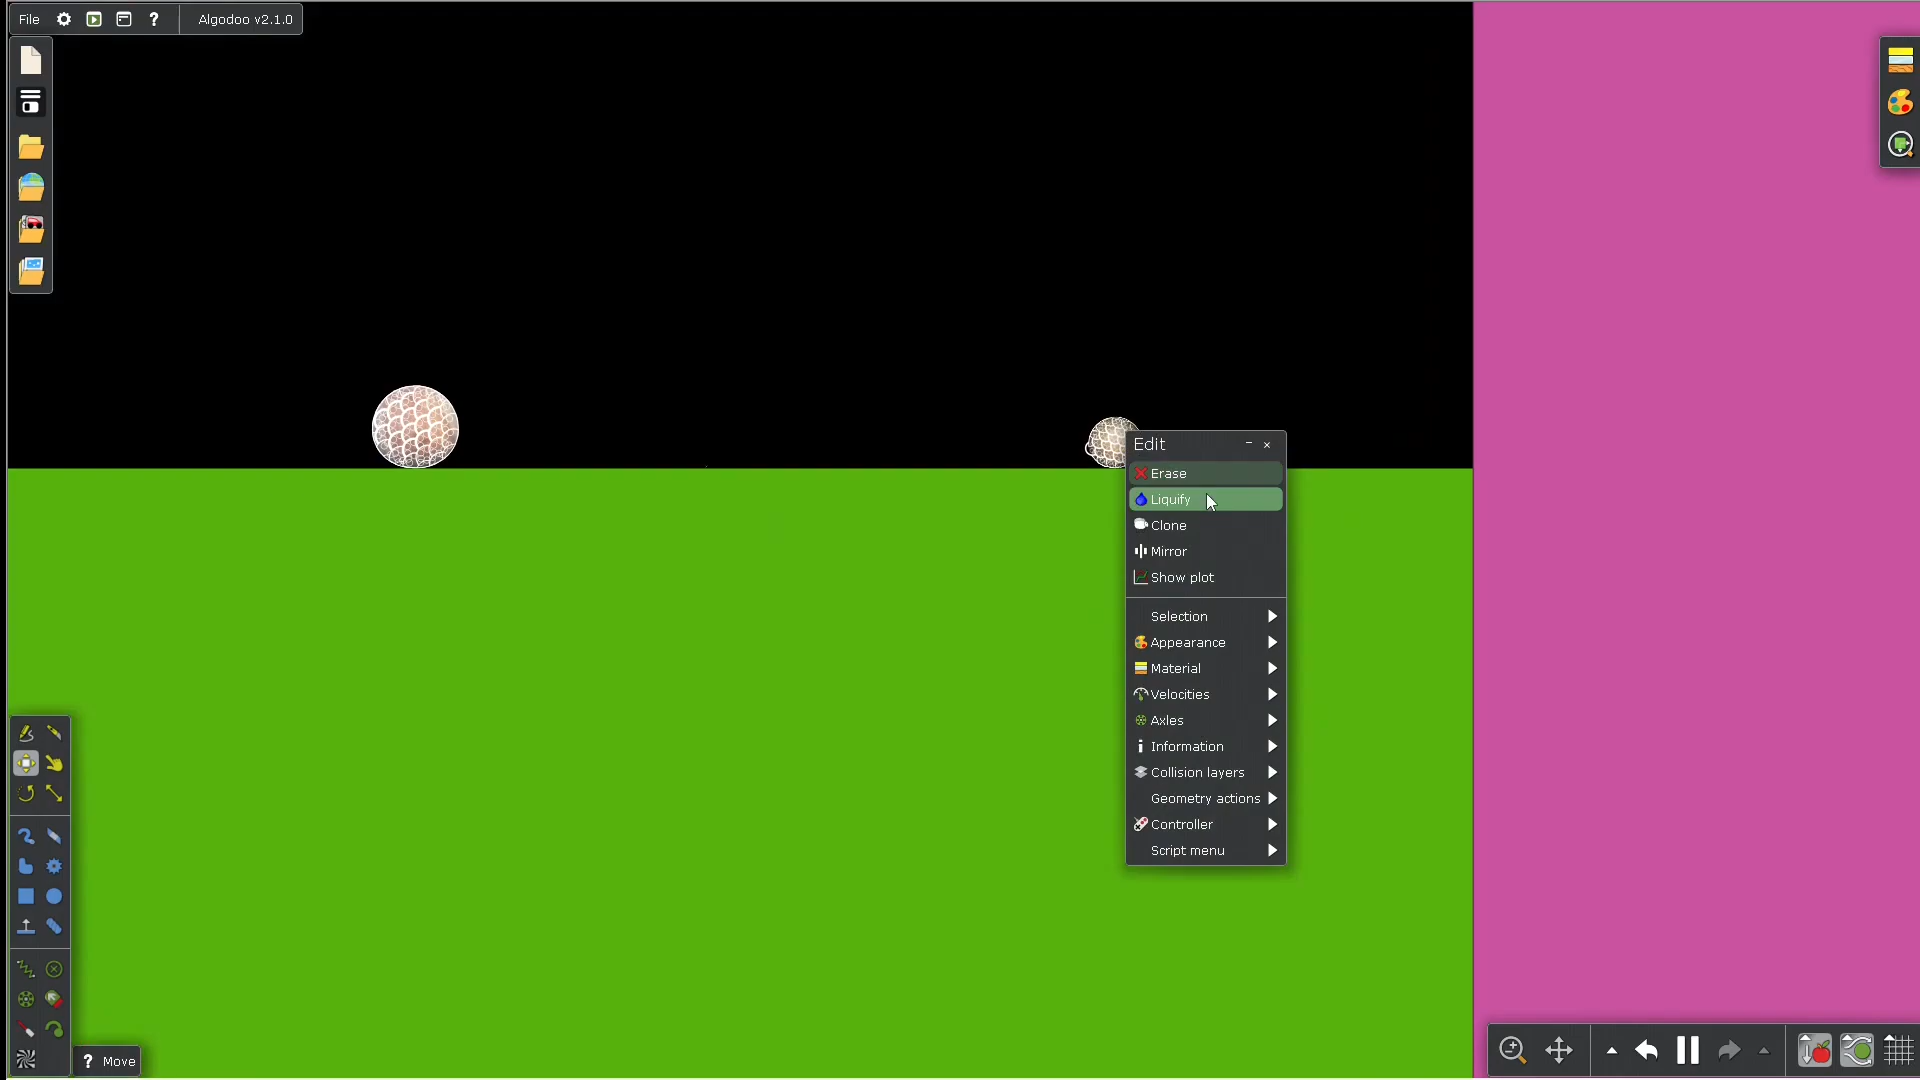 File ? Algodoo v2.1.0
Edit
Erase
Liquify
Clone
Mirror
Show plot
Selection
Appearance
Material
Velocities
Axles
Information
Collision layers
Geometry actions
Controller
Script menu
? Move